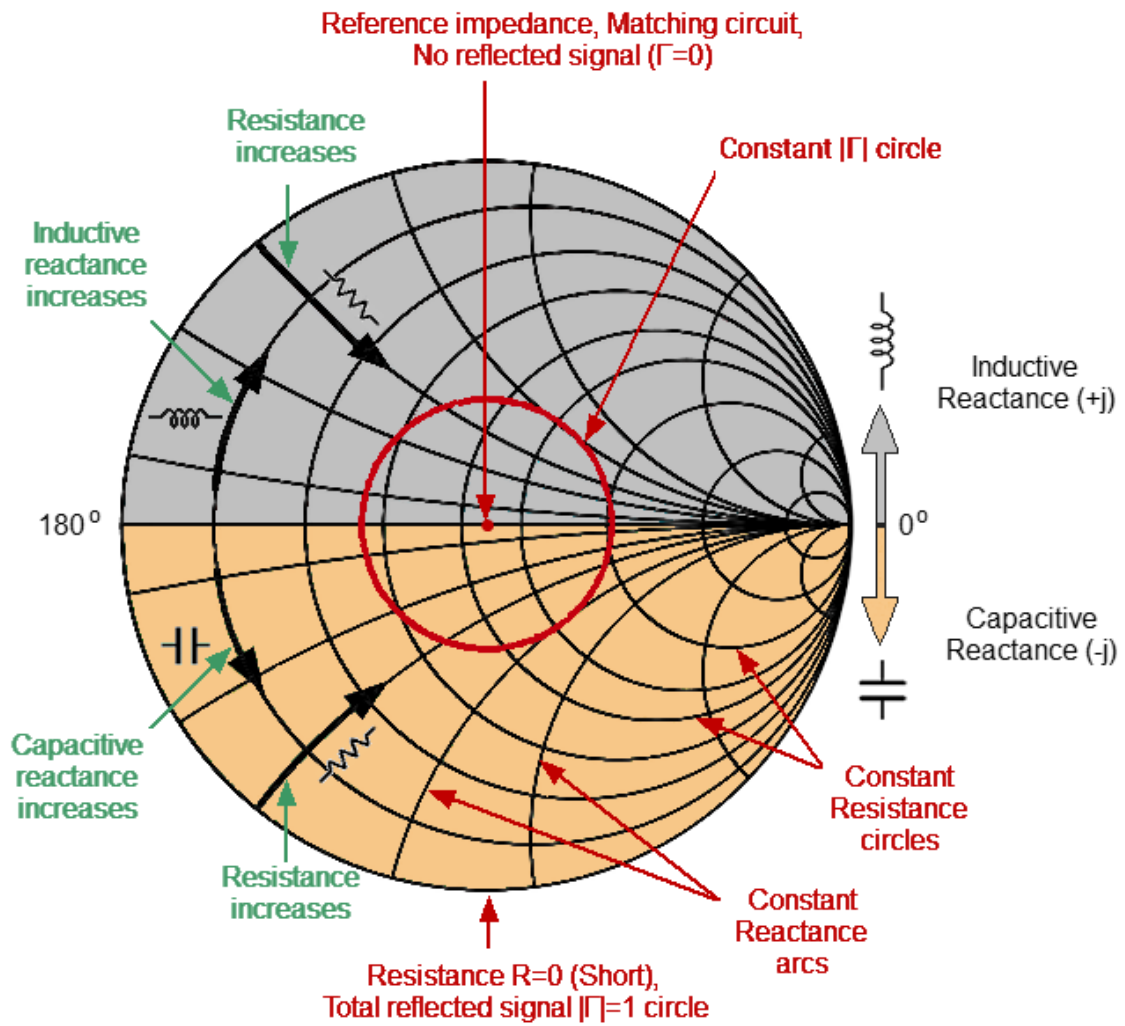 Reference impedance, Matching circuit,
No reflected signal (Γ=0)
Resistance
increases
Constant |Γ| circle
Inductive
reactance
increases
Inductive
Reactance (+j)
180⁰
0⁰
Capacitive
Reactance (-j)
Capacitive
reactance
increases
Constant
Resistance
circles
Resistance
increases
Constant
Reactance
arcs
Resistance R=0 (Short),
Total reflected signal |Γ|=1 circle